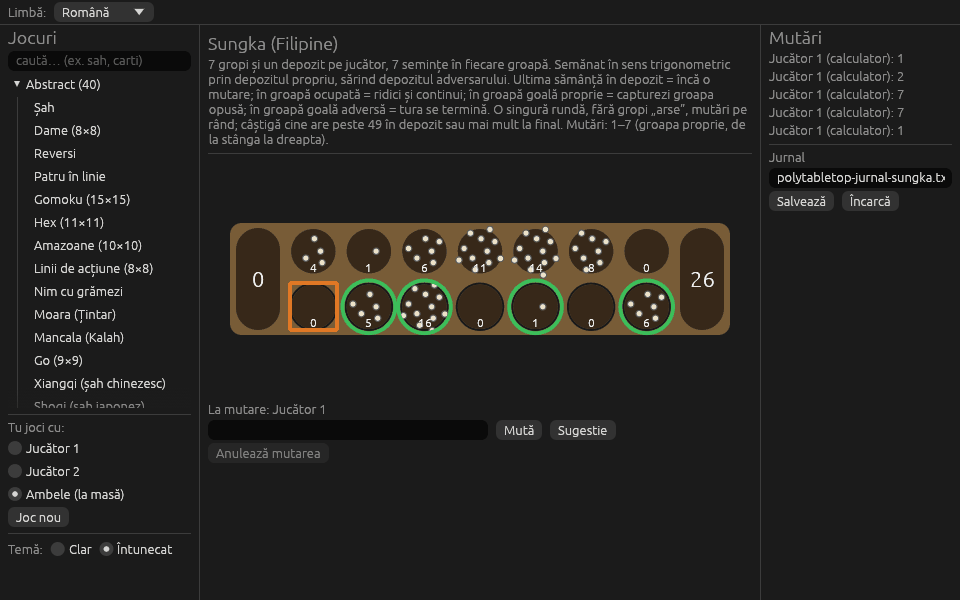 Limbă: Română
Jocuri
caută... (ex. sah, carti)
Abstract (40)
Șah
Dame (8×8)
Reversi
Patru în linie
Gomoku (15×15)
Hex (11×11)
Amazoane (10×10)
Linii de acțiune (8×8)
Nim cu grămezi
Moara (Țintar)
Mancala (Kalah)
Go (9×9)
Xiangqi (șah chinezesc)
Shogi (șah japonez)
Tu joci cu:
Jucător 1
Jucător 2
Ambele (la masă)
Joc nou
Temă: Clar Întunecat
Sungka (Filipine)
7 gropi și un depozit pe jucător, 7 semințe în fiecare groapă. Semănat în sens trigonometric
prin depozitul propriu, sărind depozitul adversarului. Ultima sămânță în depozit = încă o
mutare; în groapă ocupată = ridici și continui; în groapă goală proprie = capturezi groapa
opusă; în groapă goală adversă = tura se termină. O singură rundă, fără gropi „arse”, mutări pe
rând; câștigă cine are peste 49 în depozit sau mai mult la final. Mutări: 1–7 (groapa proprie, de
la stânga la dreapta).
0 4 1 6 11 14 8 0 26
0 5 16 0 1 0 6
La mutare: Jucător 1
Mută Sugestie
Anulează mutarea
Mutări
Jucător 1 (calculator): 1
Jucător 1 (calculator): 2
Jucător 1 (calculator): 7
Jucător 1 (calculator): 7
Jucător 1 (calculator): 1
Jurnal
polytabletop-jurnal-sungka.tx
Salvează Încarcă